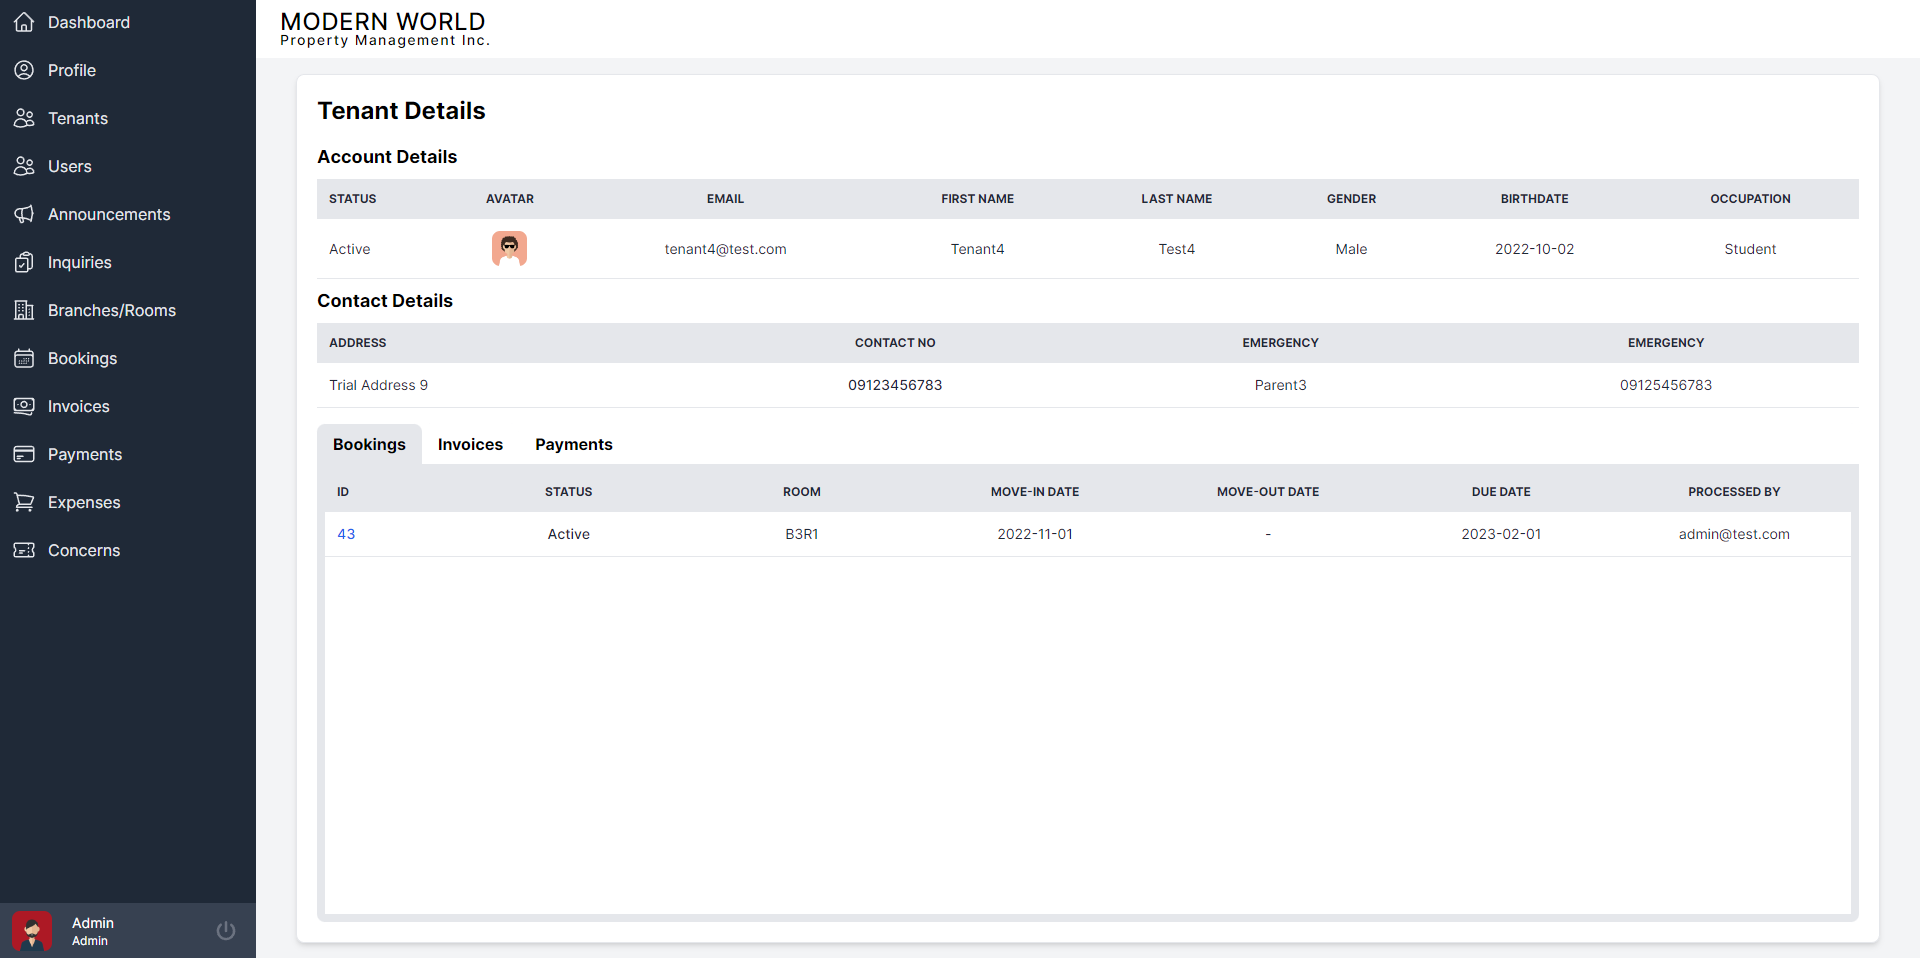 Dashboard
Profile
Tenants
Users
Announcements
Inquiries
Branches/Rooms
Bookings
Invoices
Payments
Expenses
Concerns
Admin
Admin
MODERN WORLD
Property Management Inc.
Tenant Details
Account Details
STATUS AVATAR EMAIL FIRST NAME LAST NAME GENDER BIRTHDATE OCCUPATION
Active tenant4@test.com Tenant4 Test4 Male 2022-10-02 Student
Contact Details
ADDRESS CONTACT NO EMERGENCY EMERGENCY
Trial Address 9 09123456783 Parent3 09125456783
Bookings Invoices Payments
ID STATUS ROOM MOVE-IN DATE MOVE-OUT DATE DUE DATE PROCESSED BY
43 Active B3R1 2022-11-01 - 2023-02-01 admin@test.com